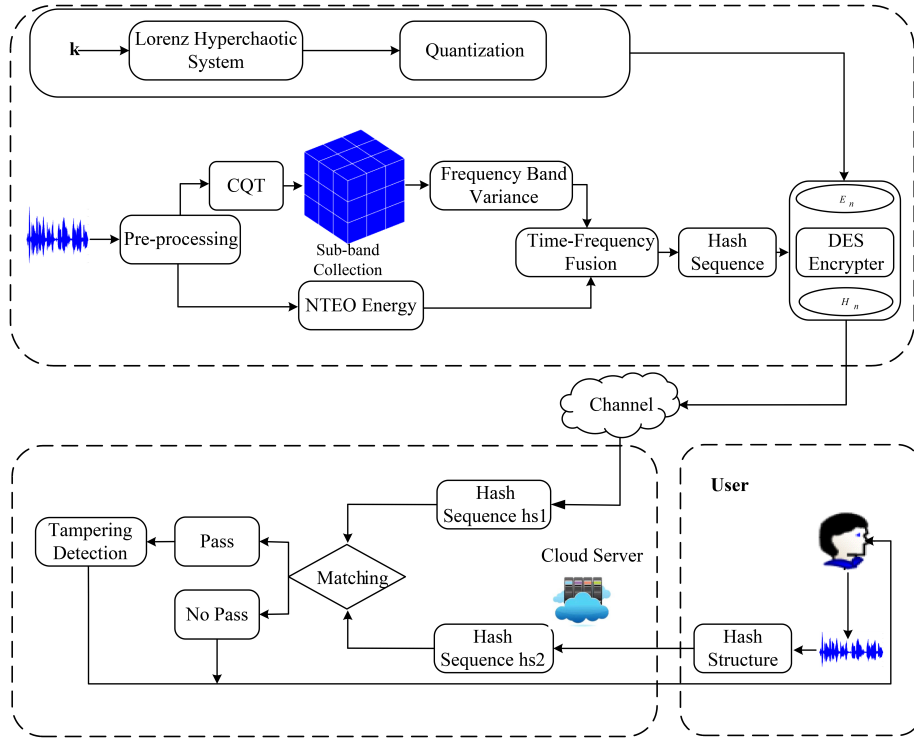 k
Lorenz Hyperchaotic
System
Quantization
CQT
Frequency Band
Variance
E n
Pre-processing
Sub-band
Collection
Time-Frequency
Fusion
Hash
Sequence
DES
Encrypter
NTEO Energy
H n
Channel
Hash
Sequence hs1
User
Tampering
Detection
Pass
Matching
Cloud Server
No Pass
Hash
Sequence hs2
Hash
Structure